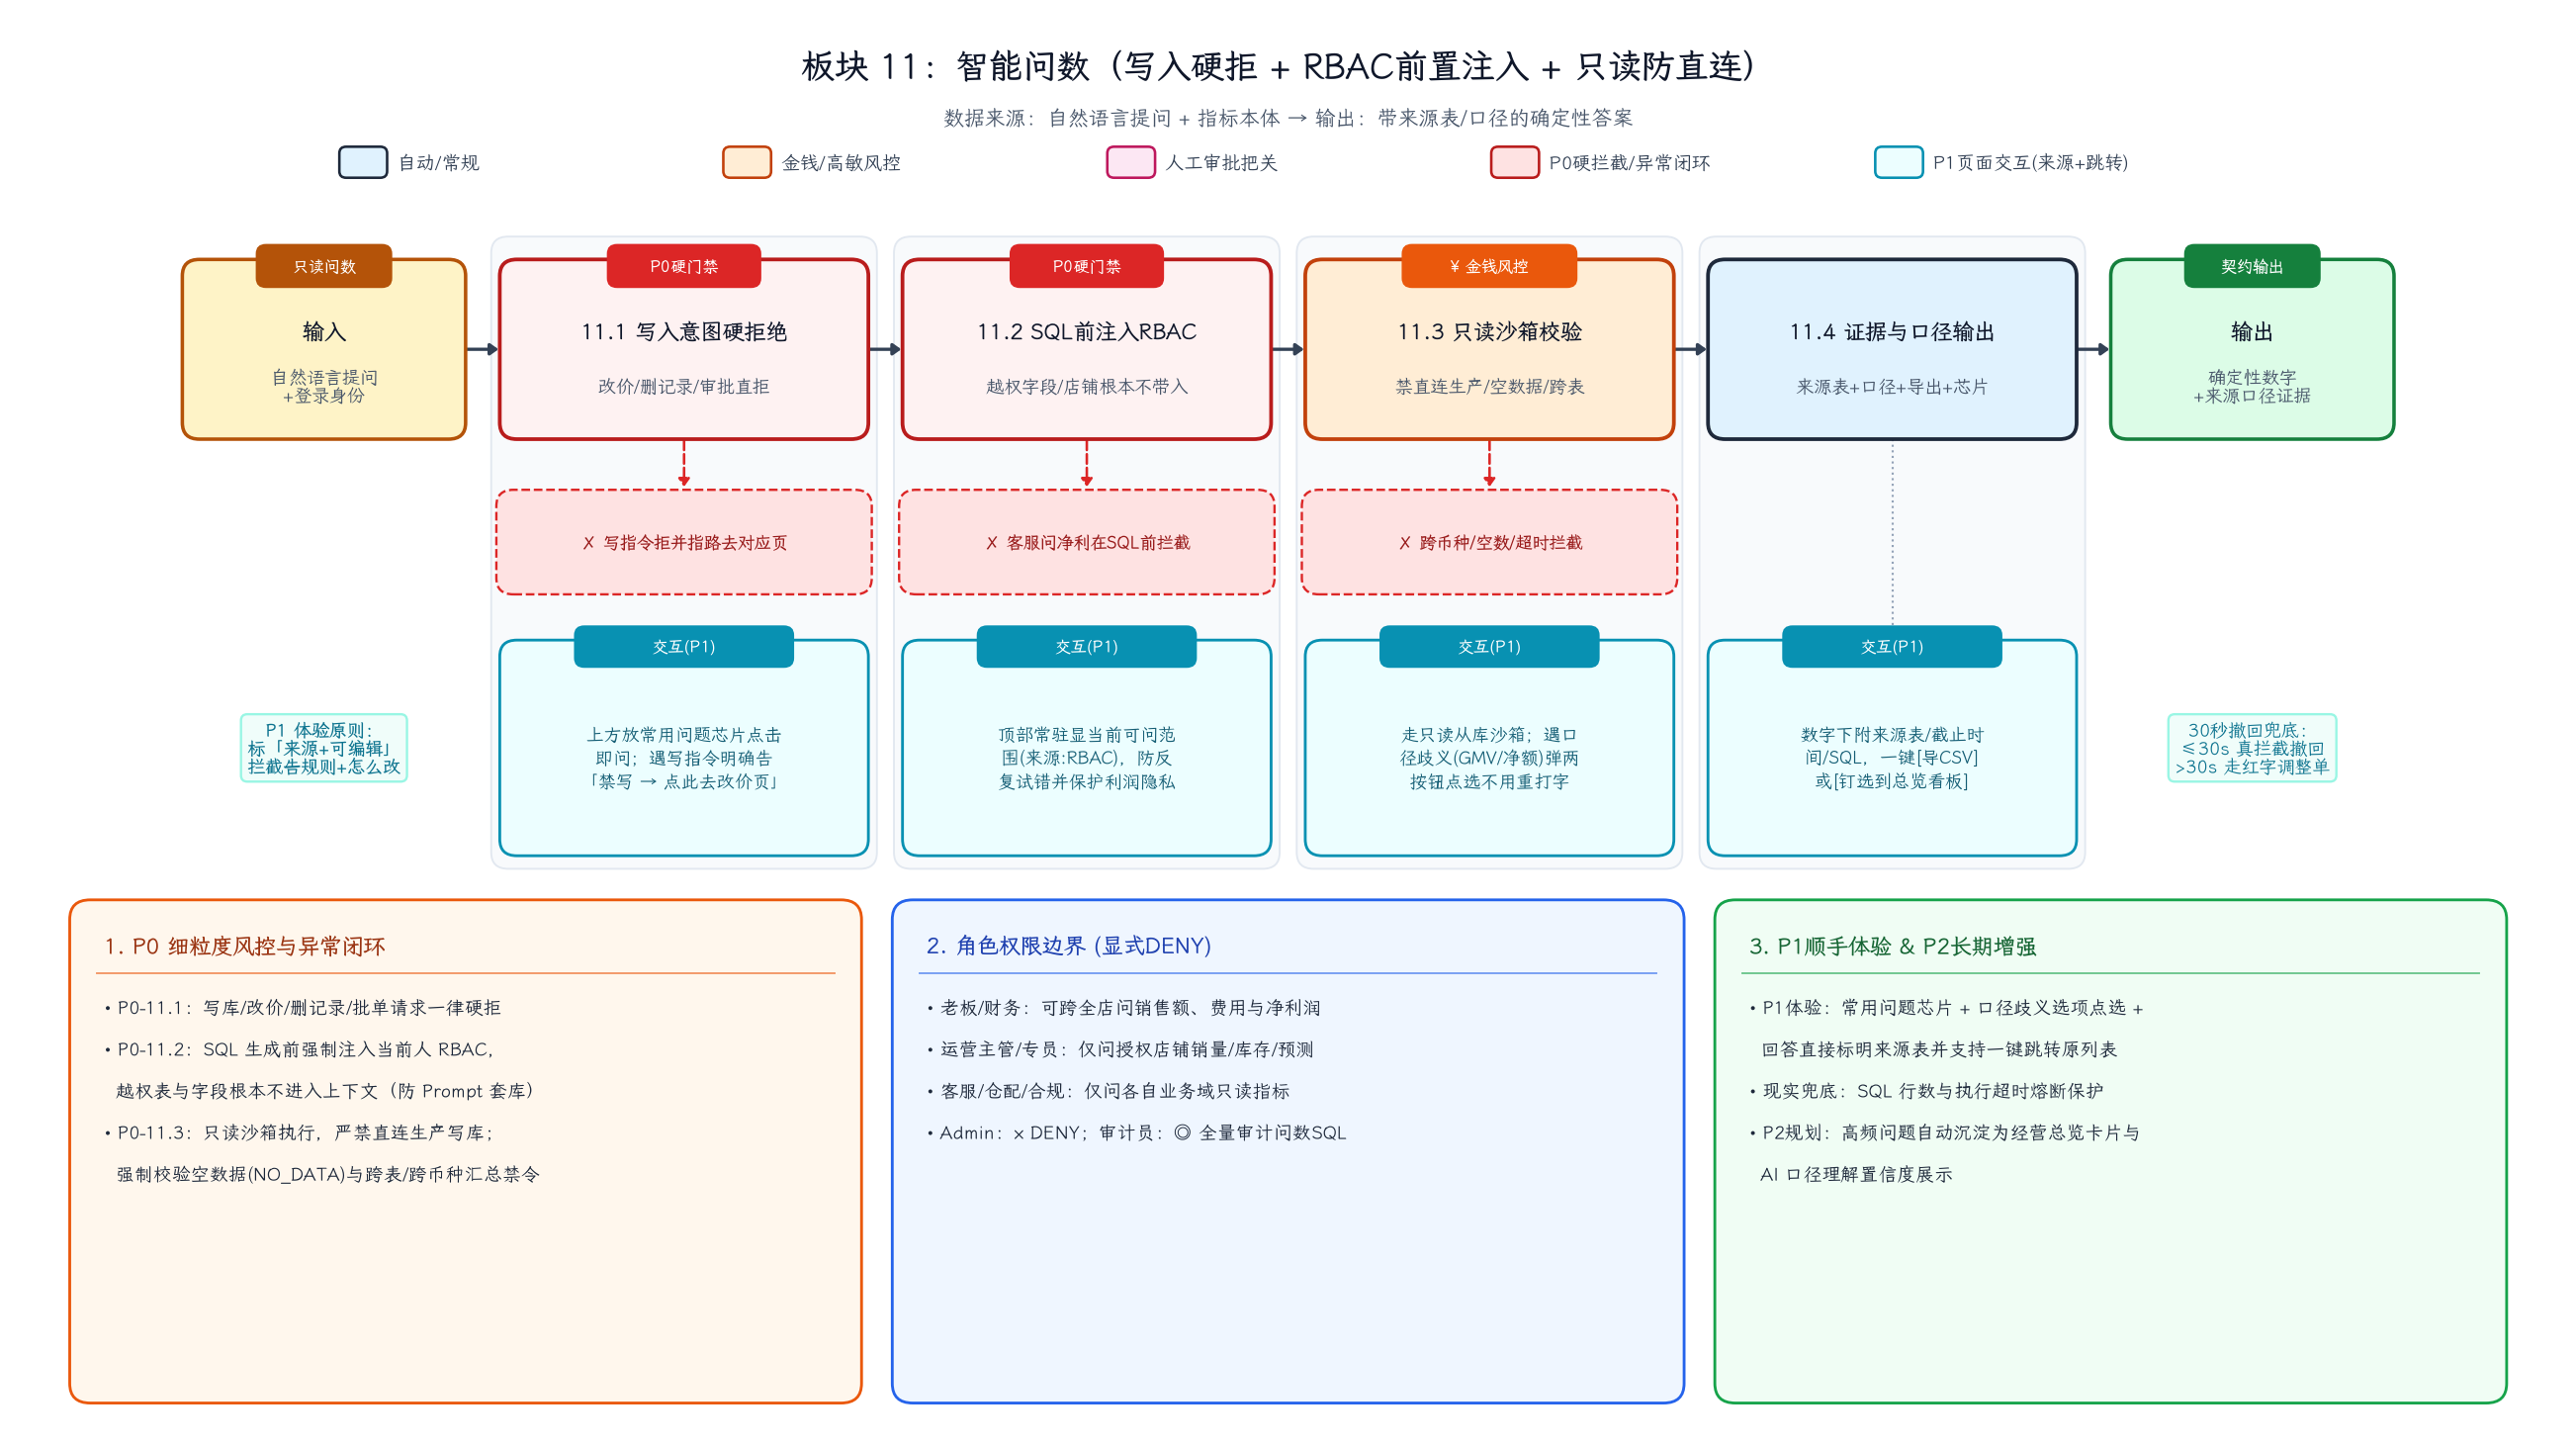 板块 11：智能问数（写入硬拒 + RBAC前置注入 + 只读防直连）
数据来源：自然语言提问 + 指标本体 → 输出：带来源表/口径的确定性答案
自动/常规
金钱/高敏风控
人工审批把关
P0硬拦截/异常闭环
P1页面交互(来源+跳转)
只读问数
输入
自然语言提问
+登录身份
P0硬门禁
11.1 写入意图硬拒绝
改价/删记录/审批直拒
P0硬门禁
11.2 SQL前注入RBAC
越权字段/店铺根本不带入
¥ 金钱风控
11.3 只读沙箱校验
禁直连生产/空数据/跨表
11.4 证据与口径输出
来源表+口径+导出+芯片
契约输出
输出
确定性数字
+来源口径证据
X 写指令拒并指路去对应页
X 客服问净利在SQL前拦截
X 跨币种/空数/超时拦截
P1 体验原则：
标「来源+可编辑」
拦截告规则+怎么改
交互(P1)
上方放常用问题芯片点击
即问；遇写指令明确告
「禁写 → 点此去改价页」
交互(P1)
顶部常驻显当前可问范
围(来源:RBAC)，防反
复试错并保护利润隐私
交互(P1)
走只读从库沙箱；遇口
径歧义(GMV/净额)弹两
按钮点选不用重打字
交互(P1)
数字下附来源表/截止时
间/SQL，一键[导CSV]
或[钉选到总览看板]
30秒撤回兜底：
≤30s 真拦截撤回
>30s 走红字调整单
1. P0 细粒度风控与异常闭环
• P0-11.1：写库/改价/删记录/批单请求一律硬拒
• P0-11.2：SQL 生成前强制注入当前人 RBAC，
越权表与字段根本不进入上下文（防 Prompt 套库）
• P0-11.3：只读沙箱执行，严禁直连生产写库；
强制校验空数据(NO_DATA)与跨表/跨币种汇总禁令
2. 角色权限边界 (显式DENY)
• 老板/财务：可跨全店问销售额、费用与净利润
• 运营主管/专员：仅问授权店铺销量/库存/预测
• 客服/仓配/合规：仅问各自业务域只读指标
• Admin：× DENY；审计员：◎ 全量审计问数SQL
3. P1顺手体验 & P2长期增强
• P1体验：常用问题芯片 + 口径歧义选项点选 +
回答直接标明来源表并支持一键跳转原列表
• 现实兜底：SQL 行数与执行超时熔断保护
• P2规划：高频问题自动沉淀为经营总览卡片与
AI 口径理解置信度展示